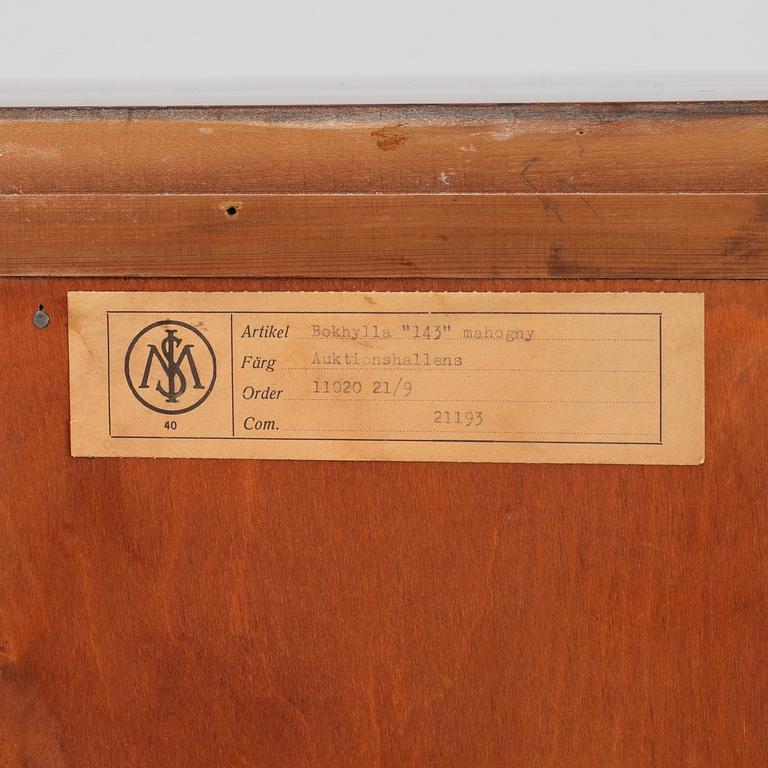 Artikel Bokhylla "143" mahogny
Färg Auktionshallens
Order 11020 21/9
Com. 21193
40